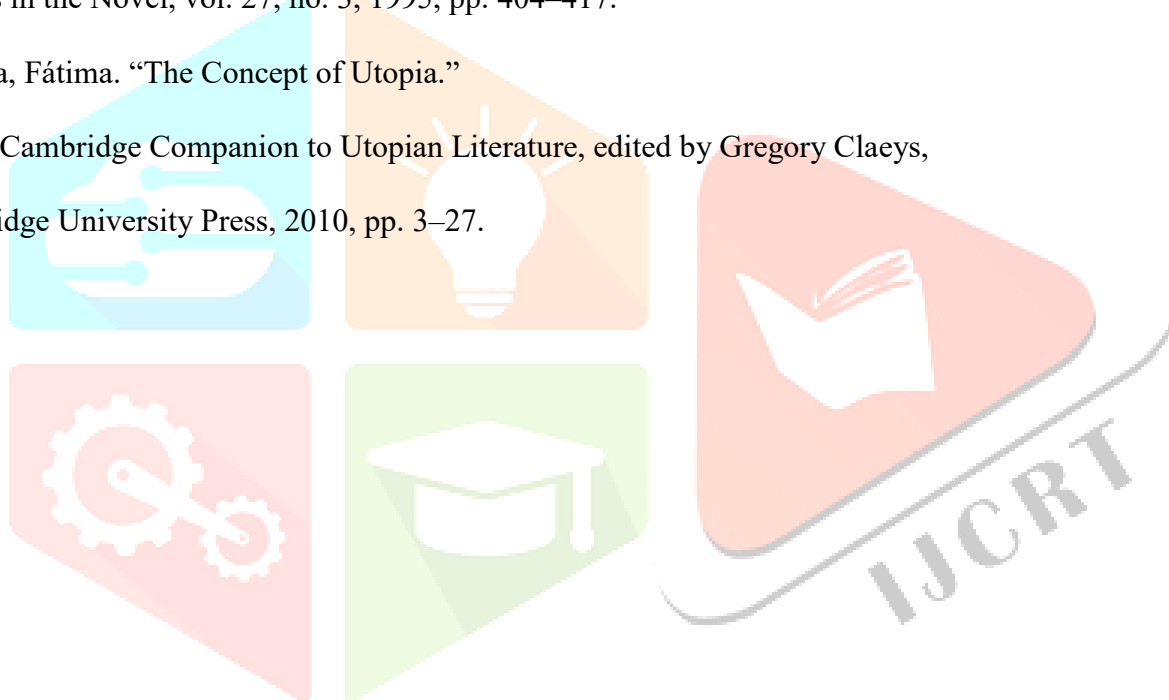 in the Novel, vol. 27, no. 3, 1995, pp. 404–417.
Fátima. “The Concept of Utopia.”
Cambridge Companion to Utopian Literature, edited by Gregory Claeys,
University Press, 2010, pp. 3–27.
IJCRT